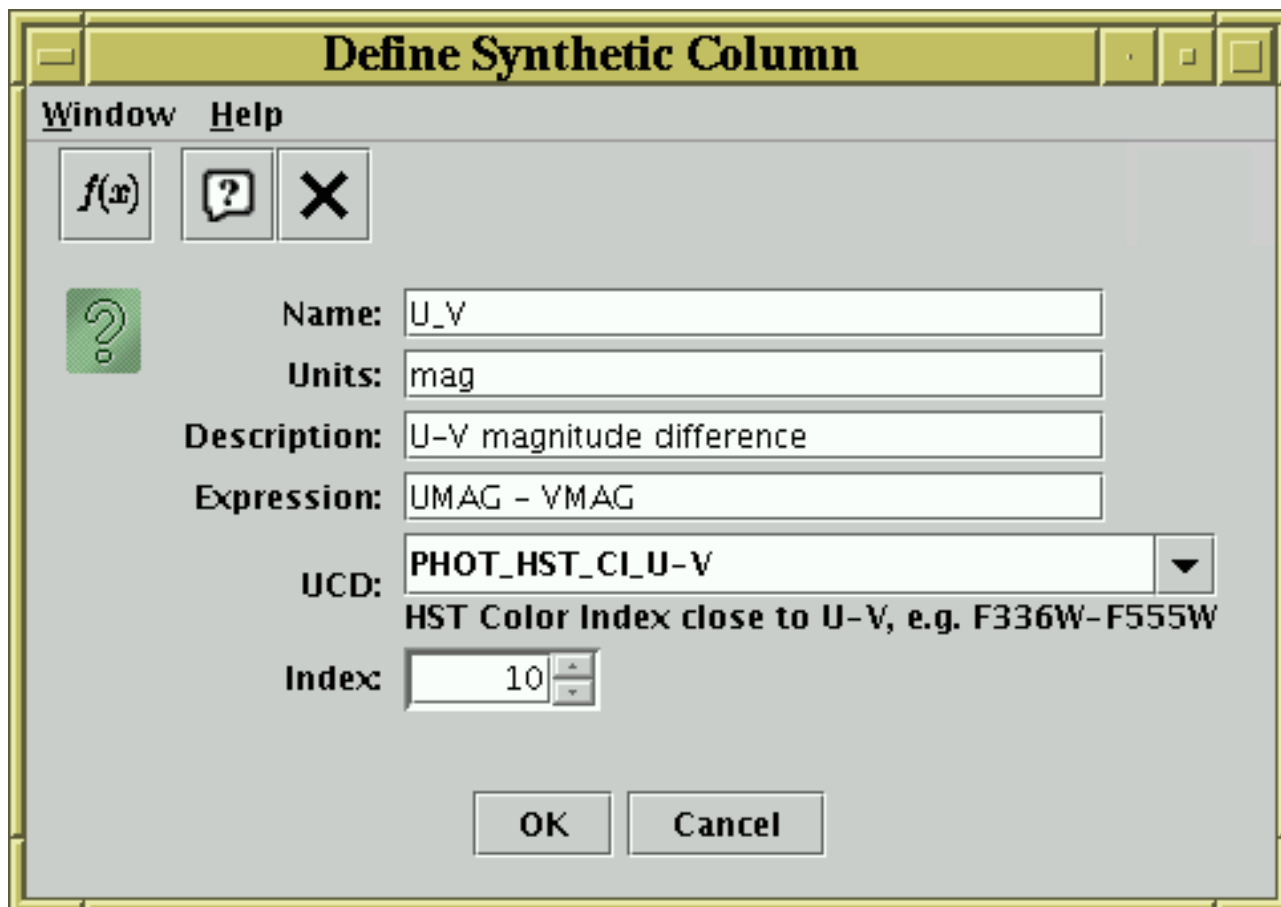 Define Synthetic Column
Window Help
f(x) ?
Name: U_V
Units: mag
Description: U-V magnitude difference
Expression: UMAG - VMAG
UCD: PHOT_HST_CI_U-V
HST Color Index close to U-V, e.g. F336W-F555W
Index: 10
OK Cancel